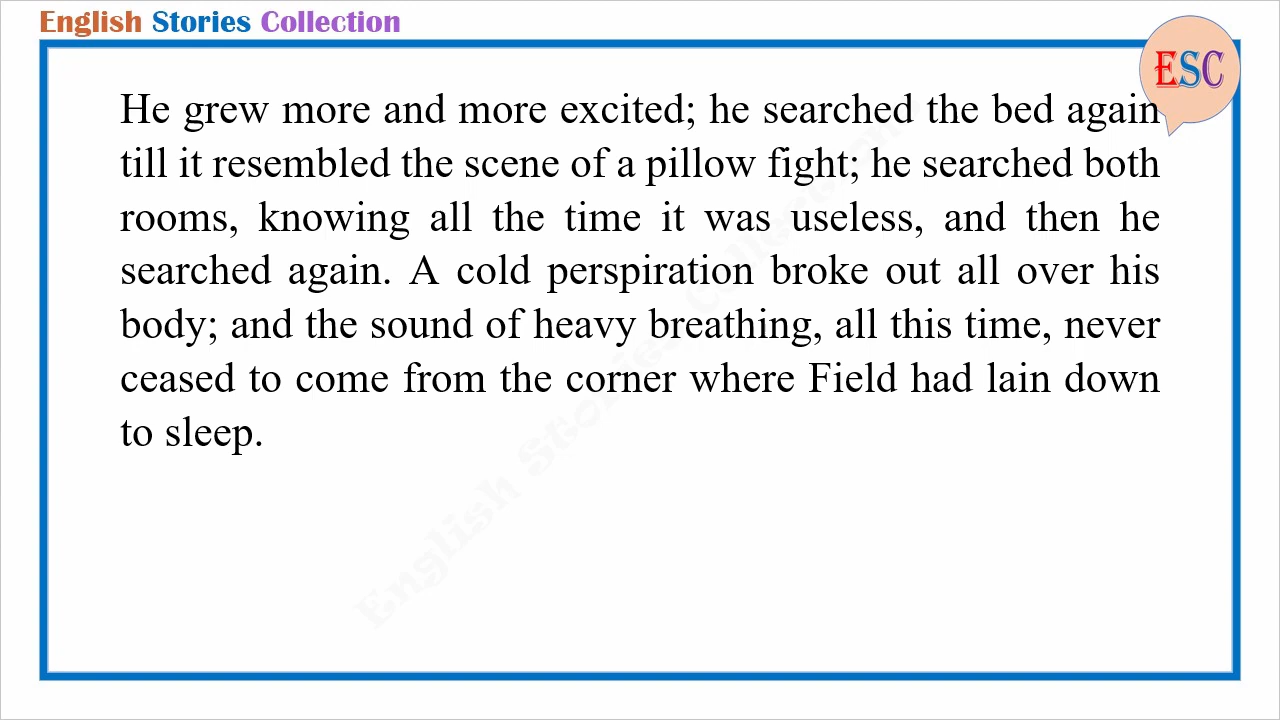 English Stories Collection
ESC
He grew more and more excited; he searched the bed again
till it resembled the scene of a pillow fight; he searched both
rooms, knowing all the time it was useless, and then he
searched again. A cold perspiration broke out all over his
body; and the sound of heavy breathing, all this time, never
ceased to come from the corner where Field had lain down
to sleep.
English Stories Collection